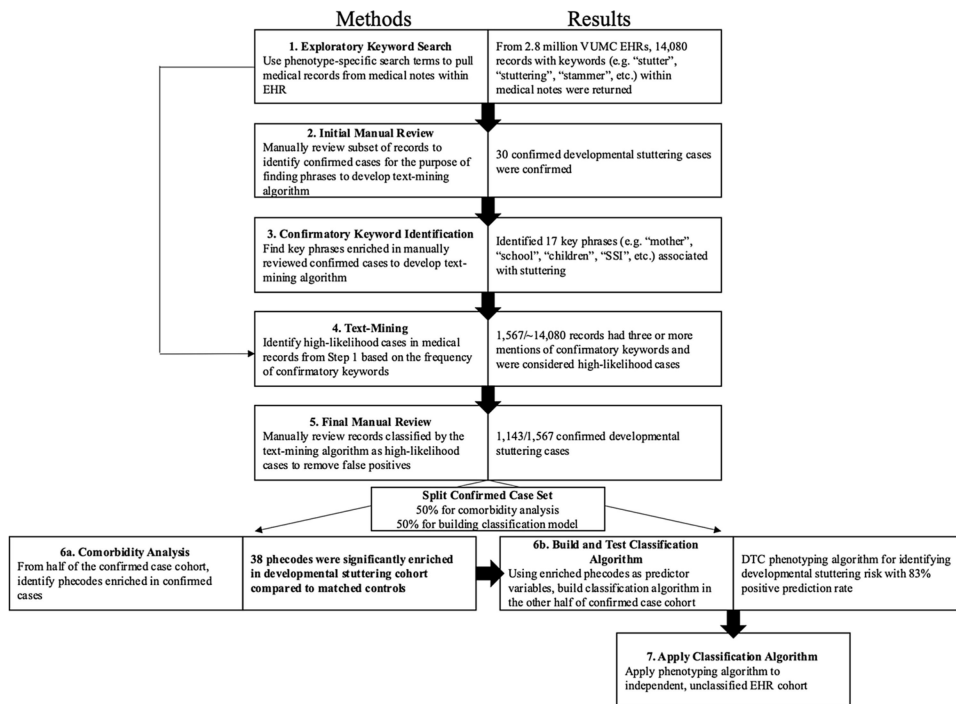 Methods
Results
1. Exploratory Keyword Search
Use phenotype-specific search terms to pull
medical records from medical notes within
EHR
From 2.8 million VUMC EHRs, 14,080
records with keywords (e.g. “stutter”,
“stuttering”, “stammer”, etc.) within
medical notes were returned
2. Initial Manual Review
Manually review subset of records to
identify confirmed cases for the purpose of
finding phrases to develop text-mining
algorithm
30 confirmed developmental stuttering cases
were confirmed
3. Confirmatory Keyword Identification
Find key phrases enriched in manually
reviewed confirmed cases to develop text-
mining algorithm
Identified 17 key phrases (e.g. “mother”,
“school”, “children”, “SSI”, etc.) associated
with stuttering
4. Text-Mining
Identify high-likelihood cases in medical
records from Step 1 based on the frequency
of confirmatory keywords
1,567/~14,080 records had three or more
mentions of confirmatory keywords and
were considered high-likelihood cases
5. Final Manual Review
Manually review records classified by the
text-mining algorithm as high-likelihood
cases to remove false positives
1,143/1,567 confirmed developmental
stuttering cases
Split Confirmed Case Set
50% for comorbidity analysis
50% for building classification model
6a. Comorbidity Analysis
From half of the confirmed case cohort,
identify phecodes enriched in confirmed
cases
38 phecodes were significantly enriched
in developmental stuttering cohort
compared to matched controls
6b. Build and Test Classification
Algorithm
Using enriched phecodes as predictor
variables, build classification algorithm in
the other half of confirmed case cohort
DTC phenotyping algorithm for identifying
developmental stuttering risk with 83%
positive prediction rate
7. Apply Classification Algorithm
Apply phenotyping algorithm to
independent, unclassified EHR cohort